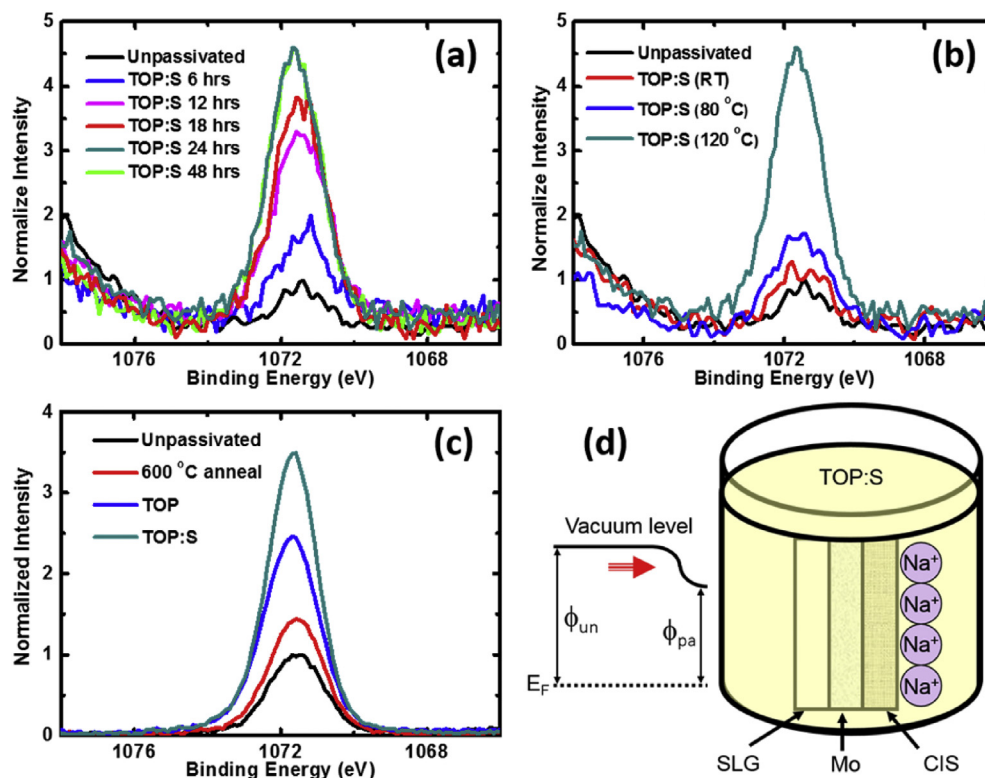 (a)
Unpassivated
TOP:S 6 hrs
TOP:S 12 hrs
TOP:S 18 hrs
TOP:S 24 hrs
TOP:S 48 hrs
Normalize Intensity
5
4
3
2
1
0
1076 1072 1068
Binding Energy (eV)
(b)
Unpassivated
TOP:S (RT)
TOP:S (80 °C)
TOP:S (120 °C)
Normalize Intensity
5
4
3
2
1
0
1076 1072 1068
Binding Energy (eV)
(c)
Unpassivated
600 °C anneal
TOP
TOP:S
Normalized Intensity
4
3
2
1
0
1076 1072 1068
Binding Energy (eV)
(d)
TOP:S
Vacuum level
ϕun
ϕpa
EF
Na+
Na+
Na+
Na+
SLG Mo CIS